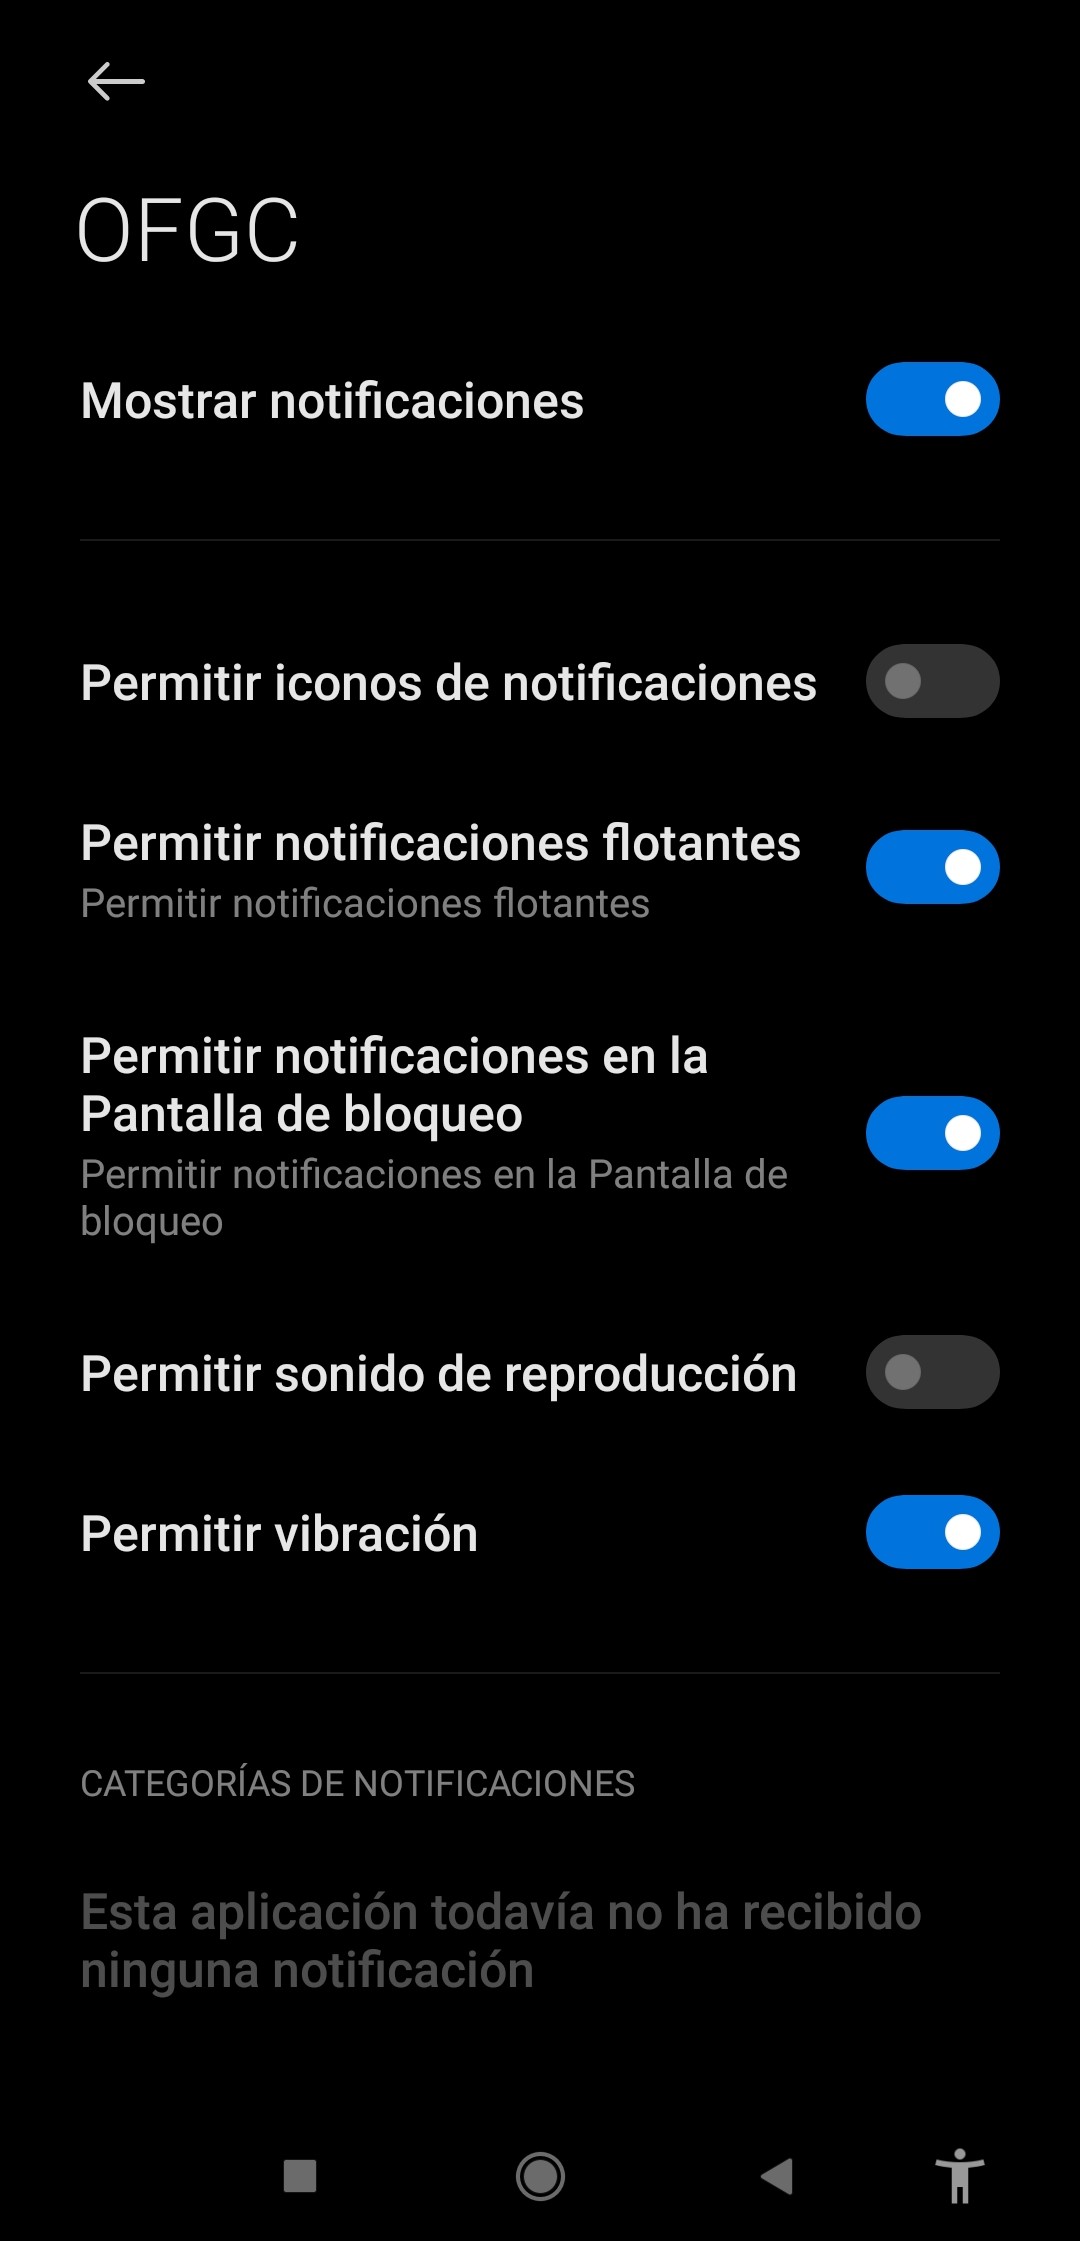 OFGC
Mostrar notificaciones
Permitir iconos de notificaciones
Permitir notificaciones flotantes
Permitir notificaciones flotantes
Permitir notificaciones en la
Pantalla de bloqueo
Permitir notificaciones en la Pantalla de
bloqueo
Permitir sonido de reproducción
Permitir vibración
CATEGORÍAS DE NOTIFICACIONES
Esta aplicación todavía no ha recibido
ninguna notificación